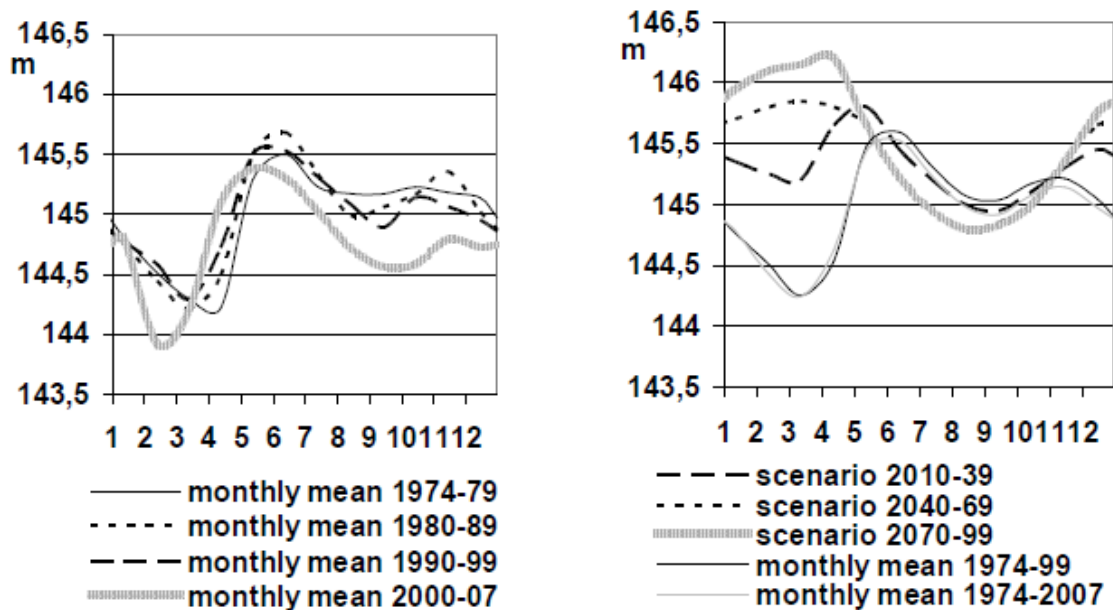 146,5
m
146
145,5
145
144,5
144
143,5
1 2 3 4 5 6 7 8 9 101112
monthly mean 1974-79
monthly mean 1980-89
monthly mean 1990-99
monthly mean 2000-07
146,5
m
146
145,5
145
144,5
144
143,5
1 2 3 4 5 6 7 8 9 101112
scenario 2010-39
scenario 2040-69
scenario 2070-99
monthly mean 1974-99
monthly mean 1974-2007